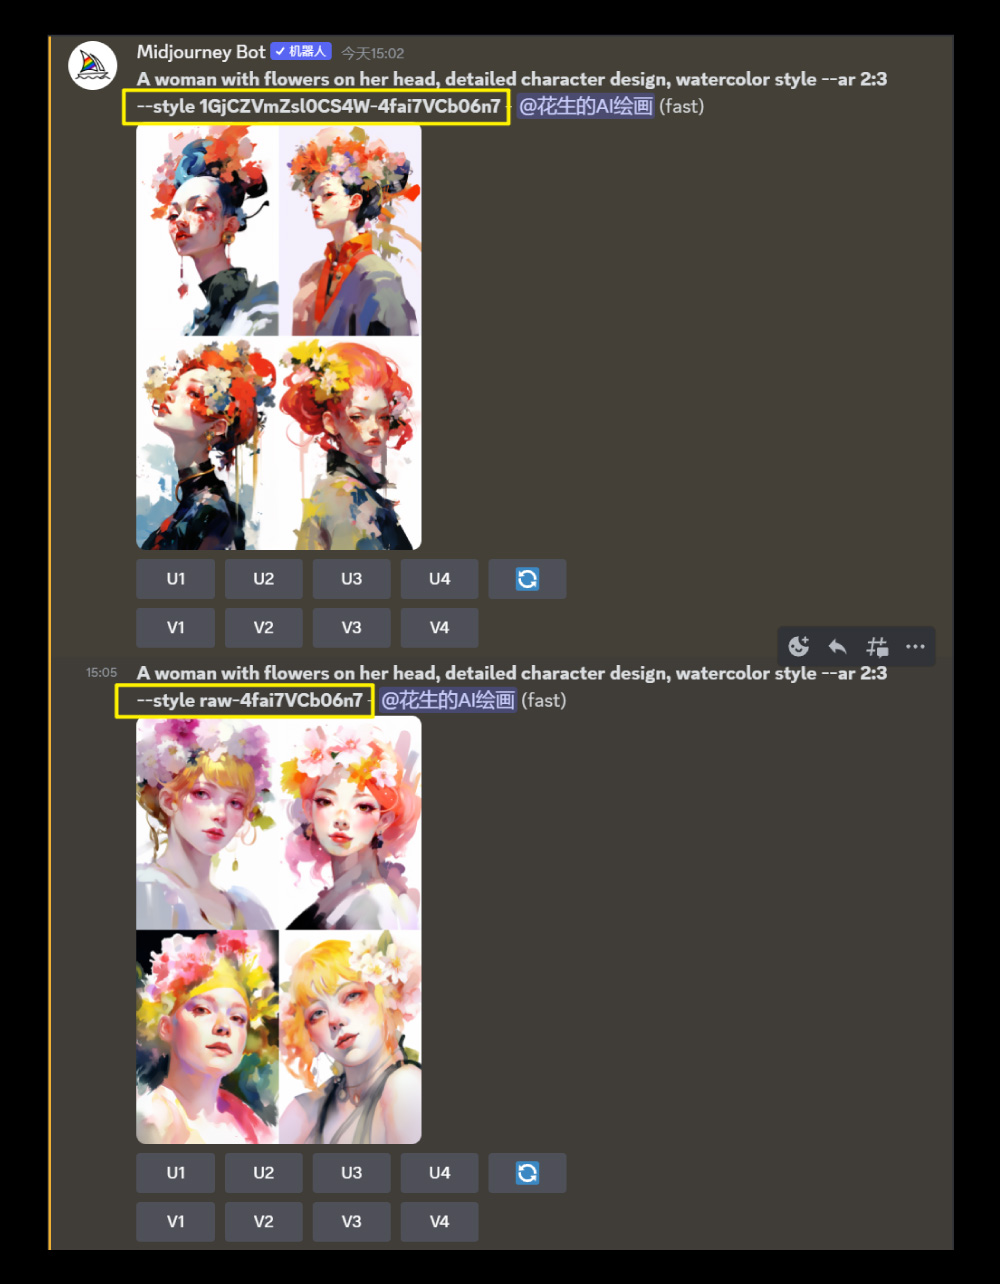 Midjourney Bot ✓ 机器人 今天15:02
A woman with flowers on her head, detailed character design, watercolor style --ar 2:3
--style 1GjCZVmZsl0CS4W-4fai7VCb06n7 - @花生的AI绘画 (fast)
U1 U2 U3 U4
V1 V2 V3 V4
15:05 A woman with flowers on her head, detailed character design, watercolor style --ar 2:3
--style raw-4fai7VCb06n7 - @花生的AI绘画 (fast)
U1 U2 U3 U4
V1 V2 V3 V4